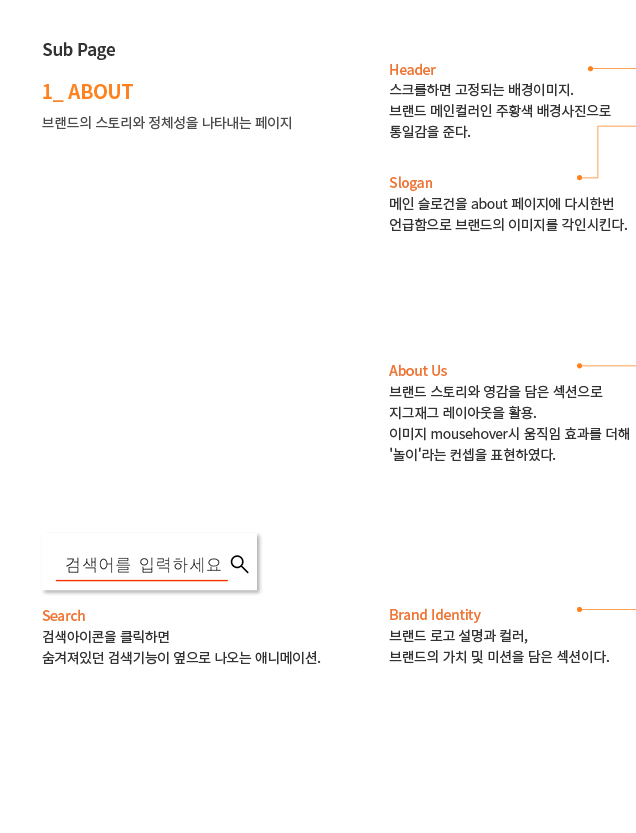 Sub Page
1_ ABOUT
브랜드의 스토리와 정체성을 나타내는 페이지
Header
스크롤하면 고정되는 배경이미지.
브랜드 메인컬러인 주황색 배경사진으로
통일감을 준다.
Slogan
메인 슬로건을 about 페이지에 다시한번
언급함으로 브랜드의 이미지를 각인시킨다.
About Us
브랜드 스토리와 영감을 담은 섹션으로
지그재그 레이아웃을 활용.
이미지 mousehover시 움직임 효과를 더해
'놀이'라는 컨셉을 표현하였다.
검색어를 입력하세요
Search
검색아이콘을 클릭하면
숨겨져있던 검색기능이 옆으로 나오는 애니메이션.
Brand Identity
브랜드 로고 설명과 컬러,
브랜드의 가치 및 미션을 담은 섹션이다.